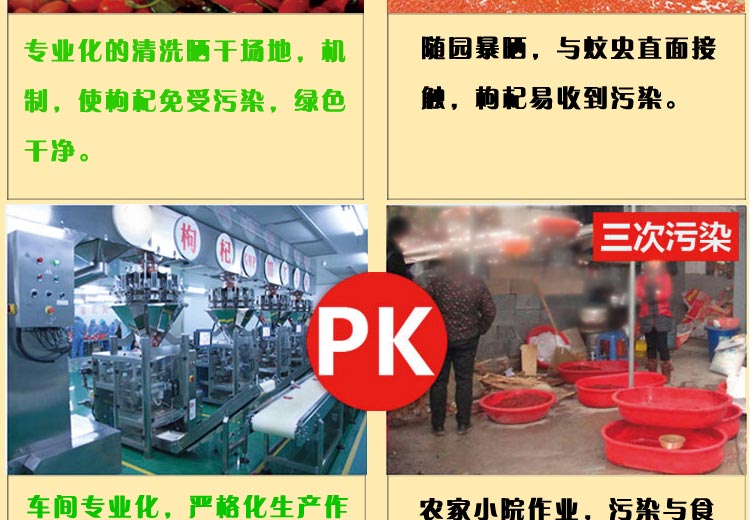 专业化的清洗晒干场地，机
制，使枸杞免受污染，绿色
干净。
随园暴晒，与蚊虫直面接
触，枸杞易收到污染。
枸杞
GMP
加
三次污染
PK
车间专业化，严格化生产作
农家小院作业，污染与食